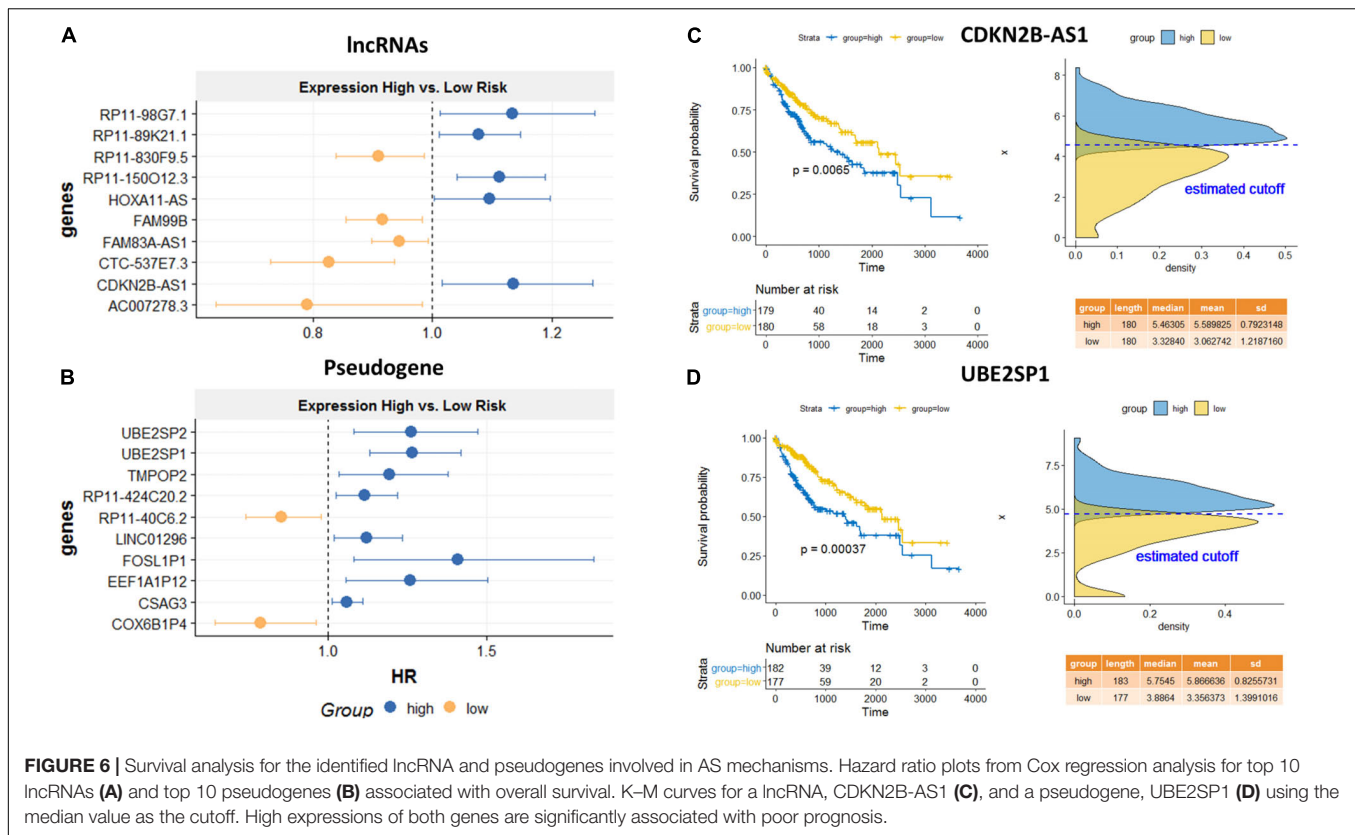 A
lncRNAs
Expression High vs. Low Risk
genes
RP11-98G7.1
RP11-89K21.1
RP11-830F9.5
RP11-150O12.3
HOXA11-AS
FAM99B
FAM83A-AS1
CTC-537E7.3
CDKN2B-AS1
AC007278.3
0.8 1.0 1.2
B
Pseudogene
Expression High vs. Low Risk
genes
UBE2SP2
UBE2SP1
TMPOP2
RP11-424C20.2
RP11-40C6.2
LINC01296
FOSL1P1
EEF1A1P12
CSAG3
COX6B1P4
1.0 1.5
HR
Group high low
C
CDKN2B-AS1
Strata group=high group=low
Survival probability
1.00
0.75
0.50
0.25
0.00
p = 0.0065
0 1000 2000 3000 4000
Time
Number at risk
Strata
group=high 179 40 14 2 0
group=low 180 58 18 3 0
0 1000 2000 3000 4000
Time
group high low
x
8
6
4
2
0
estimated cutoff
0.0 0.1 0.2 0.3 0.4 0.5
density
group length median mean sd
high 180 5.46305 5.589825 0.7923148
low 180 3.32840 3.062742 1.2187160
D
UBE2SP1
Strata group=high group=low
Survival probability
1.00
0.75
0.50
0.25
0.00
p = 0.00037
0 1000 2000 3000 4000
Time
Number at risk
Strata
group=high 182 39 12 3 0
group=low 177 59 20 2 0
0 1000 2000 3000 4000
Time
group high low
x
7.5
5.0
2.5
0.0
estimated cutoff
0.0 0.2 0.4
density
group length median mean sd
high 183 5.7545 5.866636 0.8255731
low 177 3.8864 3.356373 1.3991016
FIGURE 6 | Survival analysis for the identified lncRNA and pseudogenes involved in AS mechanisms. Hazard ratio plots from Cox regression analysis for top 10
lncRNAs (A) and top 10 pseudogenes (B) associated with overall survival. K–M curves for a lncRNA, CDKN2B-AS1 (C), and a pseudogene, UBE2SP1 (D) using the
median value as the cutoff. High expressions of both genes are significantly associated with poor prognosis.